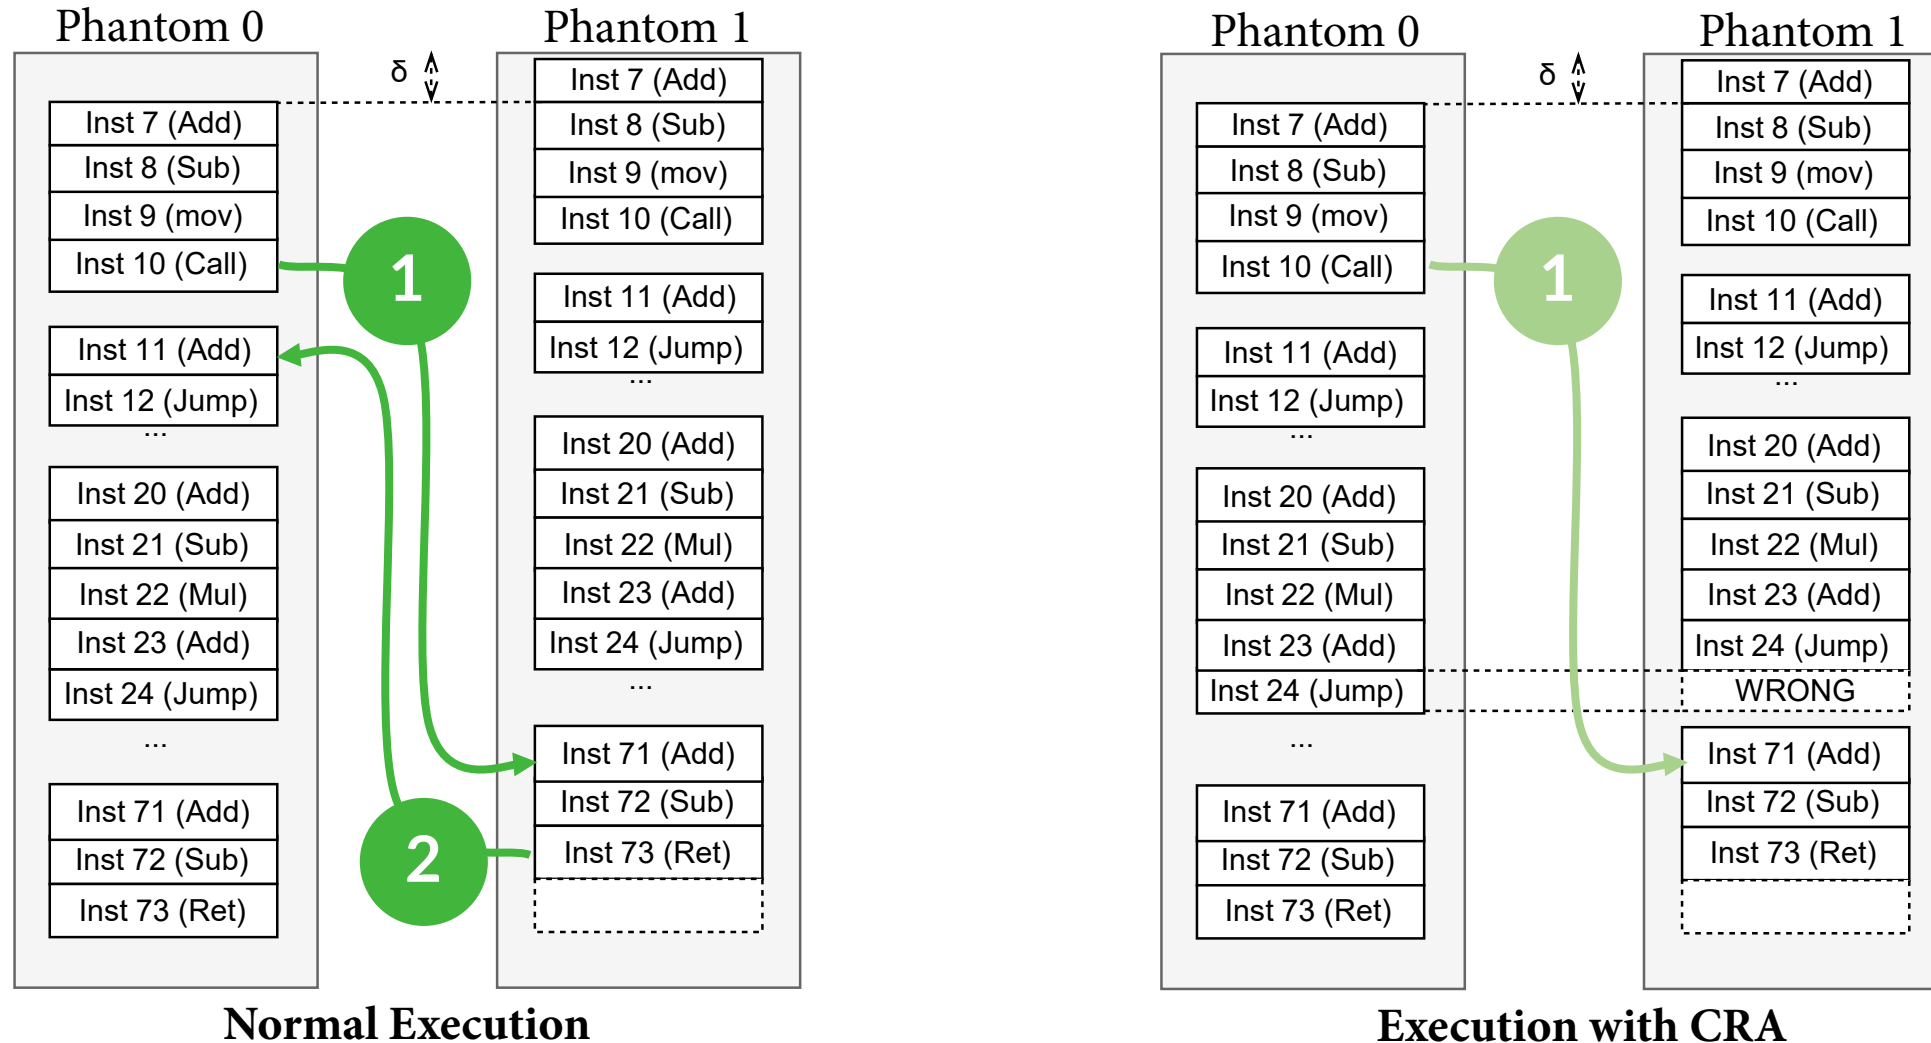 Phantom 0
Inst 7 (Add)
Inst 8 (Sub)
Inst 9 (mov)
Inst 10 (Call)
Inst 11 (Add)
Inst 12 (Jump)
...
Inst 20 (Add)
Inst 21 (Sub)
Inst 22 (Mul)
Inst 23 (Add)
Inst 24 (Jump)
...
Inst 71 (Add)
Inst 72 (Sub)
Inst 73 (Ret)
δ
1
2
Phantom 1
Inst 7 (Add)
Inst 8 (Sub)
Inst 9 (mov)
Inst 10 (Call)
Inst 11 (Add)
Inst 12 (Jump)
...
Inst 20 (Add)
Inst 21 (Sub)
Inst 22 (Mul)
Inst 23 (Add)
Inst 24 (Jump)
...
Inst 71 (Add)
Inst 72 (Sub)
Inst 73 (Ret)
Normal Execution
Phantom 0
Inst 7 (Add)
Inst 8 (Sub)
Inst 9 (mov)
Inst 10 (Call)
Inst 11 (Add)
Inst 12 (Jump)
...
Inst 20 (Add)
Inst 21 (Sub)
Inst 22 (Mul)
Inst 23 (Add)
Inst 24 (Jump)
...
Inst 71 (Add)
Inst 72 (Sub)
Inst 73 (Ret)
δ
1
Phantom 1
Inst 7 (Add)
Inst 8 (Sub)
Inst 9 (mov)
Inst 10 (Call)
Inst 11 (Add)
Inst 12 (Jump)
...
Inst 20 (Add)
Inst 21 (Sub)
Inst 22 (Mul)
Inst 23 (Add)
Inst 24 (Jump)
WRONG
Inst 71 (Add)
Inst 72 (Sub)
Inst 73 (Ret)
Execution with CRA